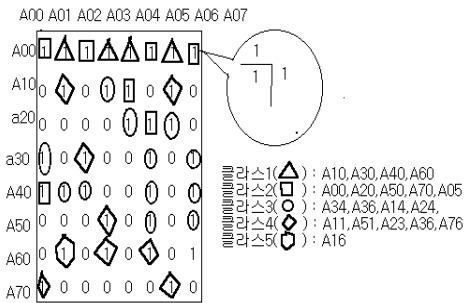 A00 A01 A02 A03 A04 A05 A06 A07
A00 1 1 1 1 1 1 1 1
A10 0 1 0 1 1 0 1 0
a20 0 0 0 0 1 1 1 0
a30 1 0 1 0 0 1 0 1
A40 1 1 1 0 0 1 0 1
A50 0 0 0 1 0 1 0 1
A60 0 1 0 1 0 1 0 1
A70 1 0 0 0 0 0 1 0
1
1 1
클라스1(△) : A10,A30,A40,A60
클라스2(□) : A00,A20,A50,A70,A05
클라스3(○) : A34,A36,A14,A24,
클라스4(◇) : A11,A51,A23,A36,A76
클라스5(⬡) : A16